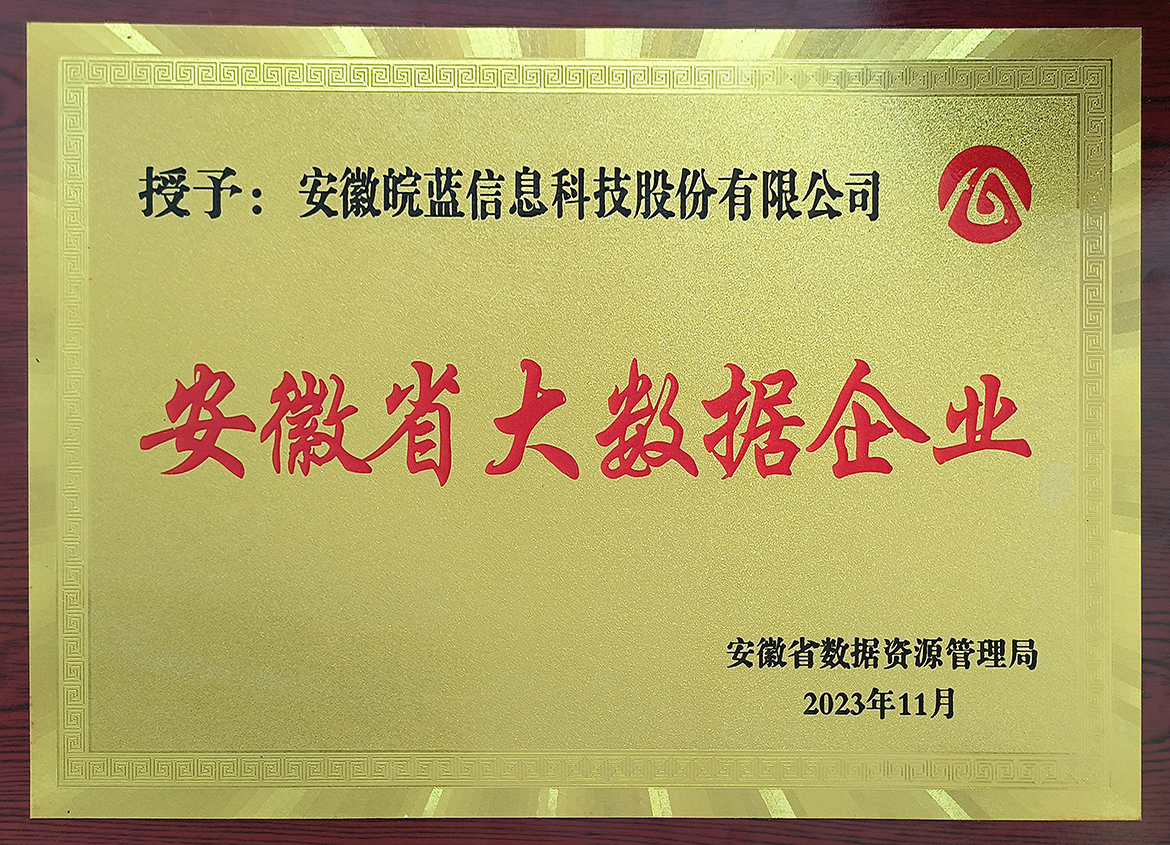 授予：安徽皖蓝信息科技股份有限公司
安徽省大数据企业
安徽省数据资源管理局
2023年11月